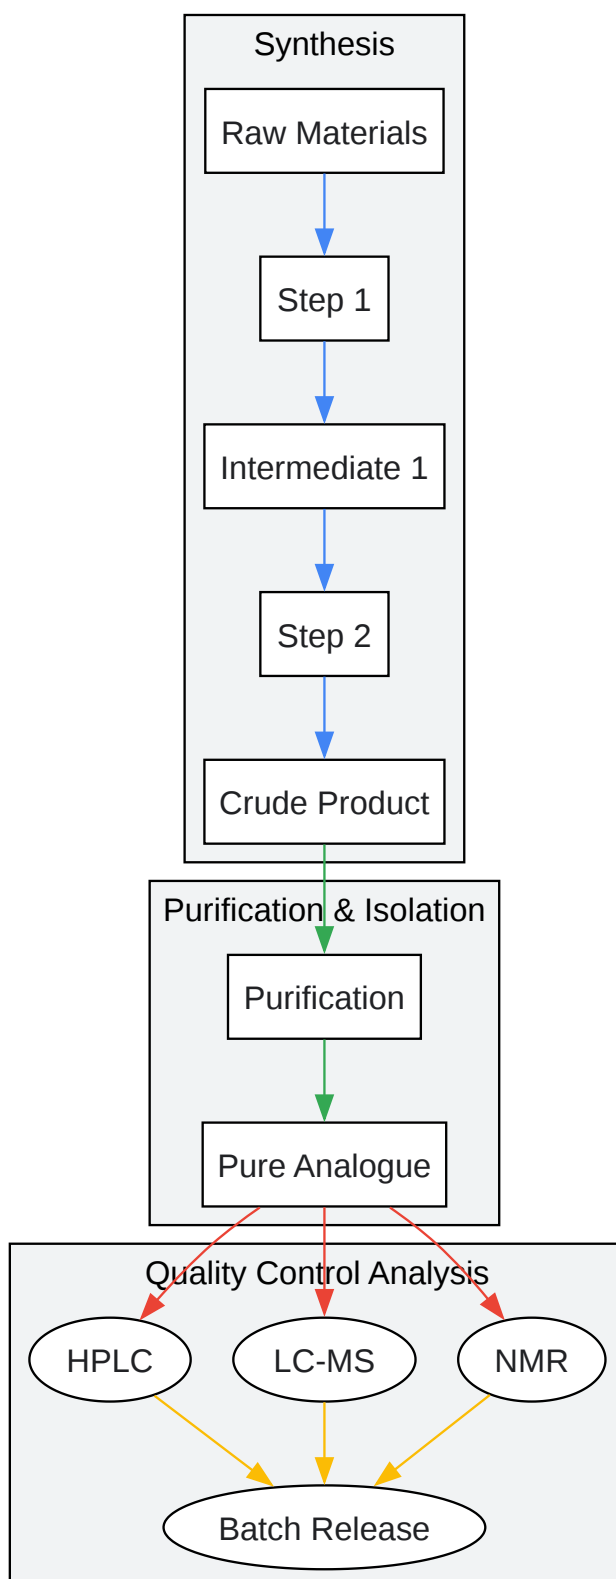 Synthesis
Raw Materials
Step 1
Intermediate 1
Step 2
Crude Product
Purification & Isolation
Purification
Pure Analogue
Quality Control Analysis
HPLC
LC-MS
NMR
Batch Release